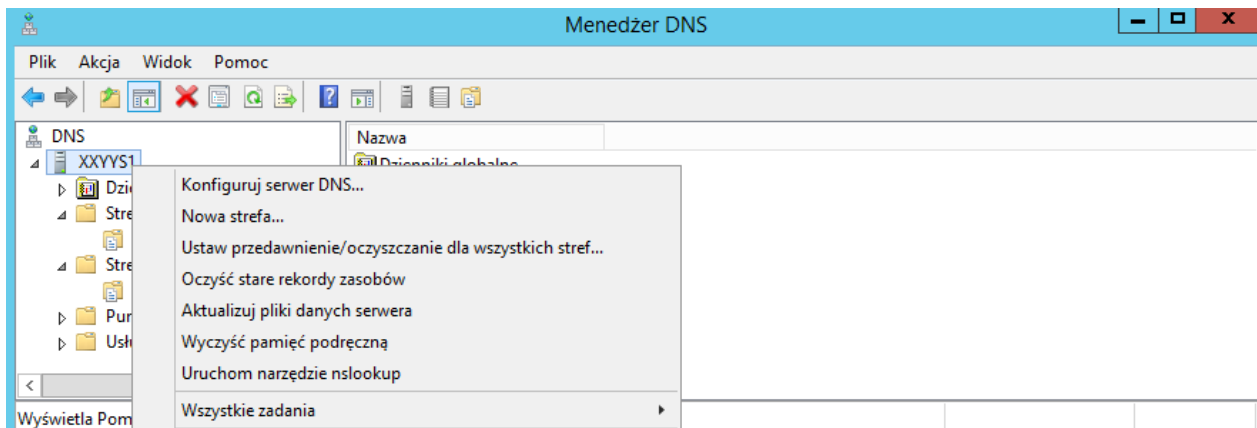 Menedżer DNS
Plik Akcja Widok Pomoc
DNS
Nazwa
XXYYS1
Dzienniki globalne
Konfiguruj serwer DNS...
Nowa strefa...
Ustaw przedawnienie/oczyszczanie dla wszystkich stref...
Oczyść stare rekordy zasobów
Aktualizuj pliki danych serwera
Wyczyść pamięć podręczną
Uruchom narzędzie nslookup
Wszystkie zadania
Wyświetla Pom